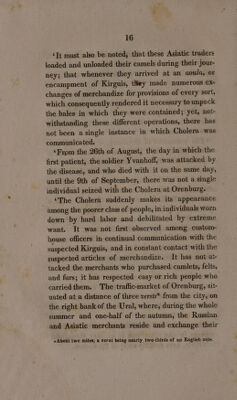 16
‘It must also be noted, that these Asiatic traders
loaded and unloaded their camels during their jour-
ney; that whenever they arrived at an aoula, or
encampment of Kirguis, they made numerous ex-
changes of merchandize for provisions of every sort,
which consequently rendered it necessary to unpack
the bales in which they were contained; yet, not-
withstanding these different operations, there has
not been a single instance in which Cholera was
communicated.
‘From the 26th of August, the day in which the
first patient, the soldier Yvanhoff, was attacked by
the disease, and who died with it on the same day,
until the 9th of September, there was not a single
individual seized with the Cholera at Orenburg.
‘The Cholera suddenly makes its appearance
among the poorer class of people, in individuals worn
down by hard labor and debilitated by extreme
want. It was not first observed among custom-
house officers in continual communication with the
suspected Kirguis, and in constant contact with the
suspected articles of merchandize. It has not at-
tacked the merchants who purchased camlets, felts,
and furs; it has respected easy or rich people who
carried them. The traffic-market of Orenburg, sit-
uated at a distance of three versts* from the city, on
the right bank of the Ural, where, during the whole
summer and one-half of the autumn, the Russian
and Asiatic merchants reside and exchange their
*About two miles, a verst being nearly two-thirds of an English mile.